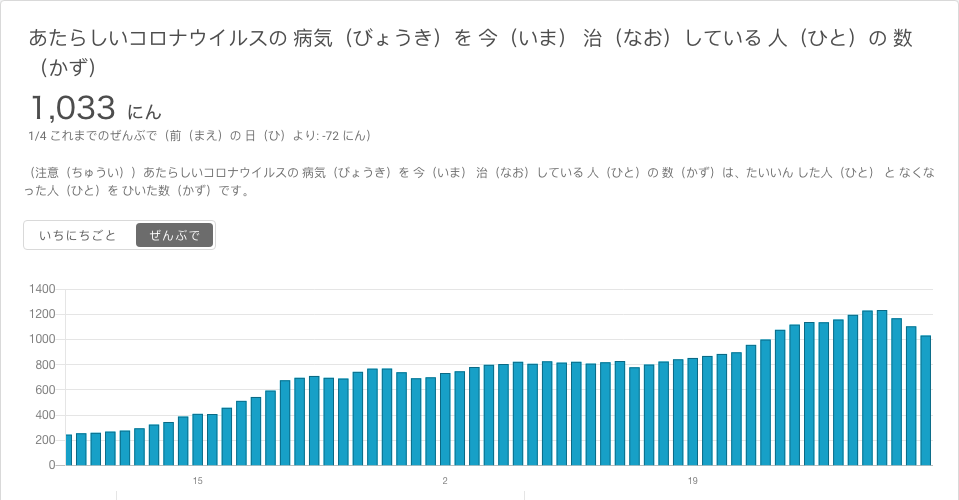 あたらしいコロナウイルスの 病気（びょうき）を 今（いま） 治（なお）している 人（ひと）の 数
（かず）
1,033 にん
1/4 これまでのぜんぶで（前（まえ）の 日（ひ）より: -72 にん）
（注意（ちゅうい））あたらしいコロナウイルスの 病気（びょうき）を 今（いま） 治（なお）している 人（ひと）の 数（かず）は、たいいん した人（ひと） と なくな
った人（ひと）を ひいた数（かず）です。
いちにちごと ぜんぶで
1400
1200
1000
800
600
400
200
0
15 2 19